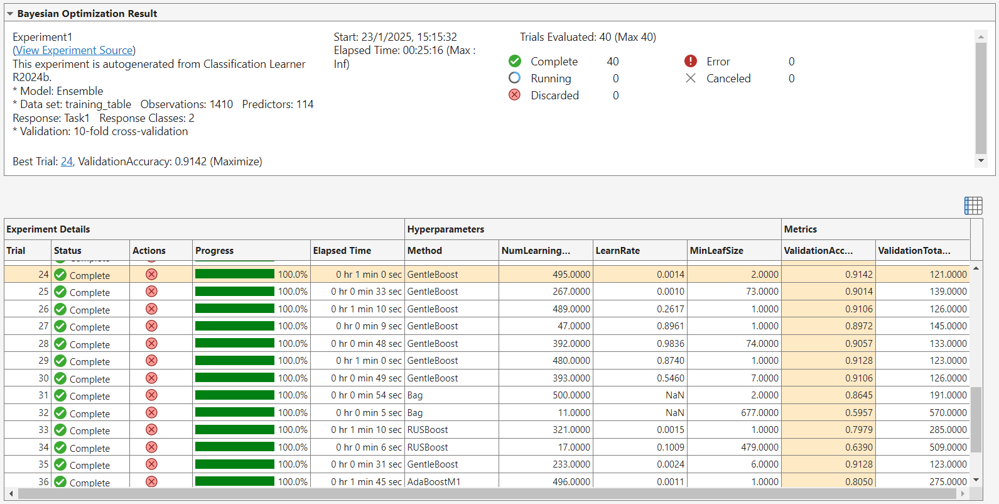 Bayesian Optimization Result
Experiment1
(View Experiment Source)
This experiment is autogenerated from Classification Learner
R2024b.
* Model: Ensemble
* Data set: training_table Observations: 1410 Predictors: 114
Response: Task1 Response Classes: 2
* Validation: 10-fold cross-validation
Best Trial: 24, ValidationAccuracy: 0.9142 (Maximize)
Start: 23/1/2025, 15:15:32
Elapsed Time: 00:25:16 (Max :
Inf)
Trials Evaluated: 40 (Max 40)
Complete 40 Error 0
Running 0 Canceled 0
Discarded 0
Experiment Details Hyperparameters Metrics
Trial Status Actions Progress Elapsed Time Method NumLearning... LearnRate MinLeafSize ValidationAcc... ValidationTota...
24 Complete 100.0% 0 hr 1 min 0 sec GentleBoost 495.0000 0.0014 2.0000 0.9142 121.0000
25 Complete 100.0% 0 hr 0 min 33 sec GentleBoost 267.0000 0.0010 73.0000 0.9014 139.0000
26 Complete 100.0% 0 hr 1 min 10 sec GentleBoost 489.0000 0.2617 1.0000 0.9106 126.0000
27 Complete 100.0% 0 hr 0 min 9 sec GentleBoost 47.0000 0.8961 1.0000 0.8972 145.0000
28 Complete 100.0% 0 hr 0 min 48 sec GentleBoost 392.0000 0.9836 74.0000 0.9057 133.0000
29 Complete 100.0% 0 hr 1 min 0 sec GentleBoost 480.0000 0.8740 1.0000 0.9128 123.0000
30 Complete 100.0% 0 hr 0 min 49 sec GentleBoost 393.0000 0.5460 7.0000 0.9106 126.0000
31 Complete 100.0% 0 hr 0 min 54 sec Bag 500.0000 NaN 2.0000 0.8645 191.0000
32 Complete 100.0% 0 hr 0 min 5 sec Bag 11.0000 NaN 677.0000 0.5957 570.0000
33 Complete 100.0% 0 hr 1 min 10 sec RUSBoost 321.0000 0.0015 1.0000 0.7979 285.0000
34 Complete 100.0% 0 hr 0 min 6 sec RUSBoost 17.0000 0.1009 479.0000 0.6390 509.0000
35 Complete 100.0% 0 hr 0 min 31 sec GentleBoost 233.0000 0.0024 6.0000 0.9128 123.0000
36 Complete 100.0% 0 hr 1 min 45 sec AdaBoostM1 496.0000 0.0011 1.0000 0.8050 275.0000